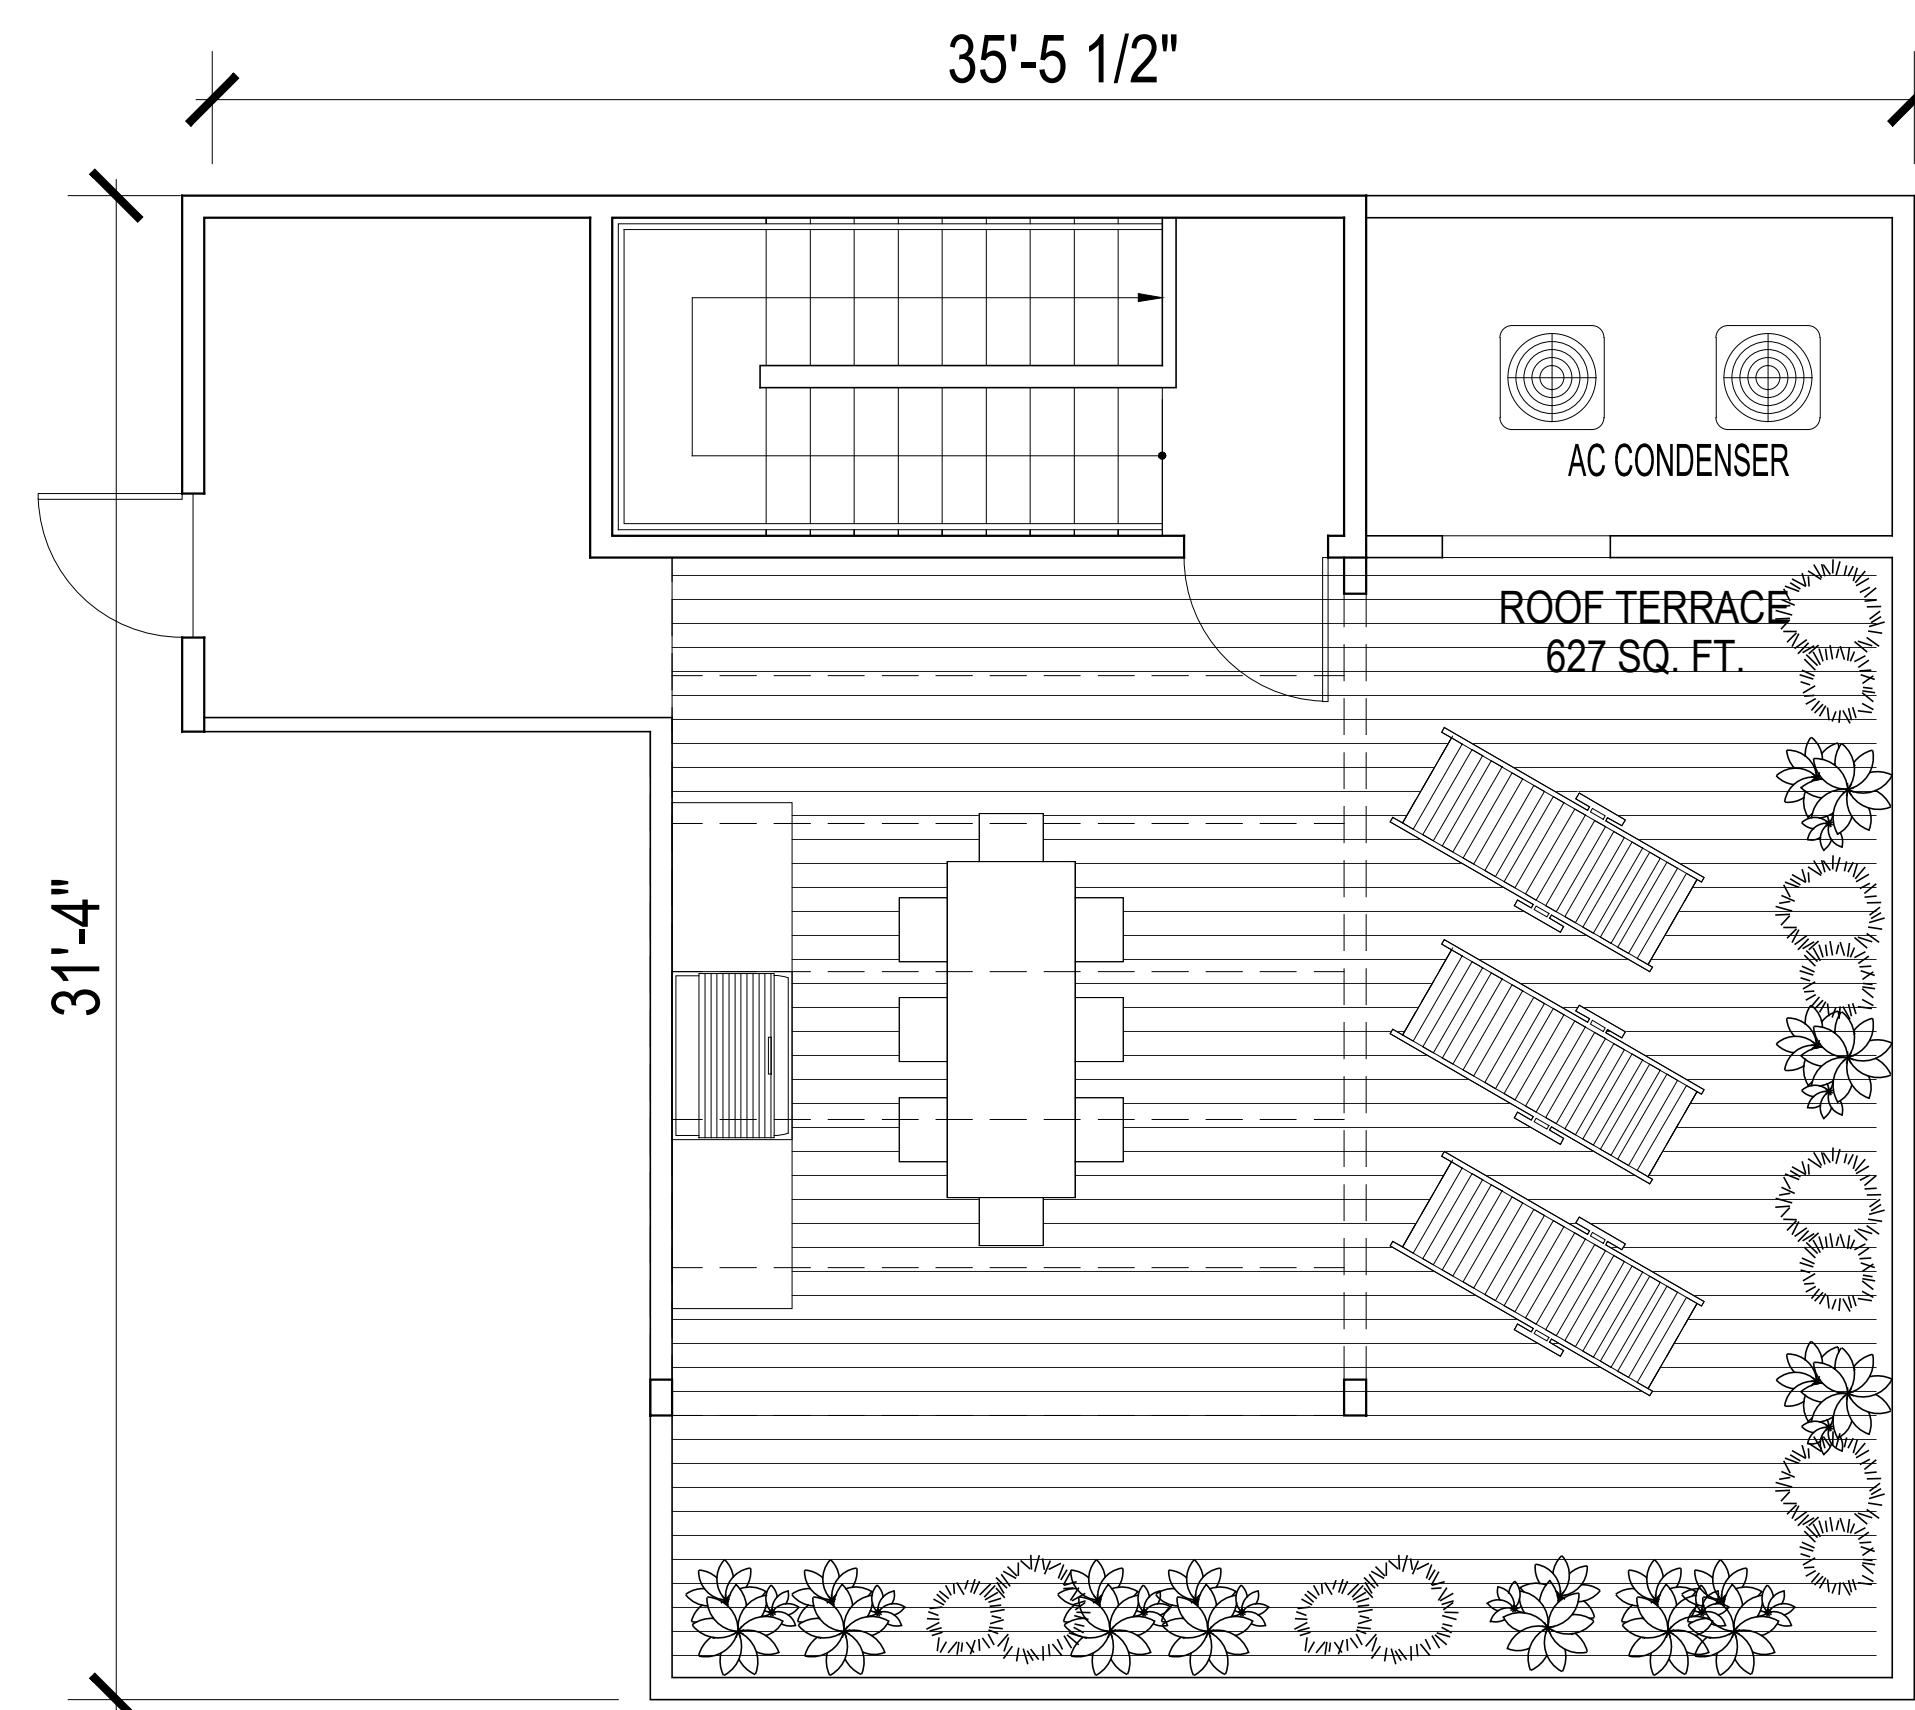 35'-5 1/2"
AC CONDENSER
ROOF TERRACE
627 SQ. FT.
31'-4"